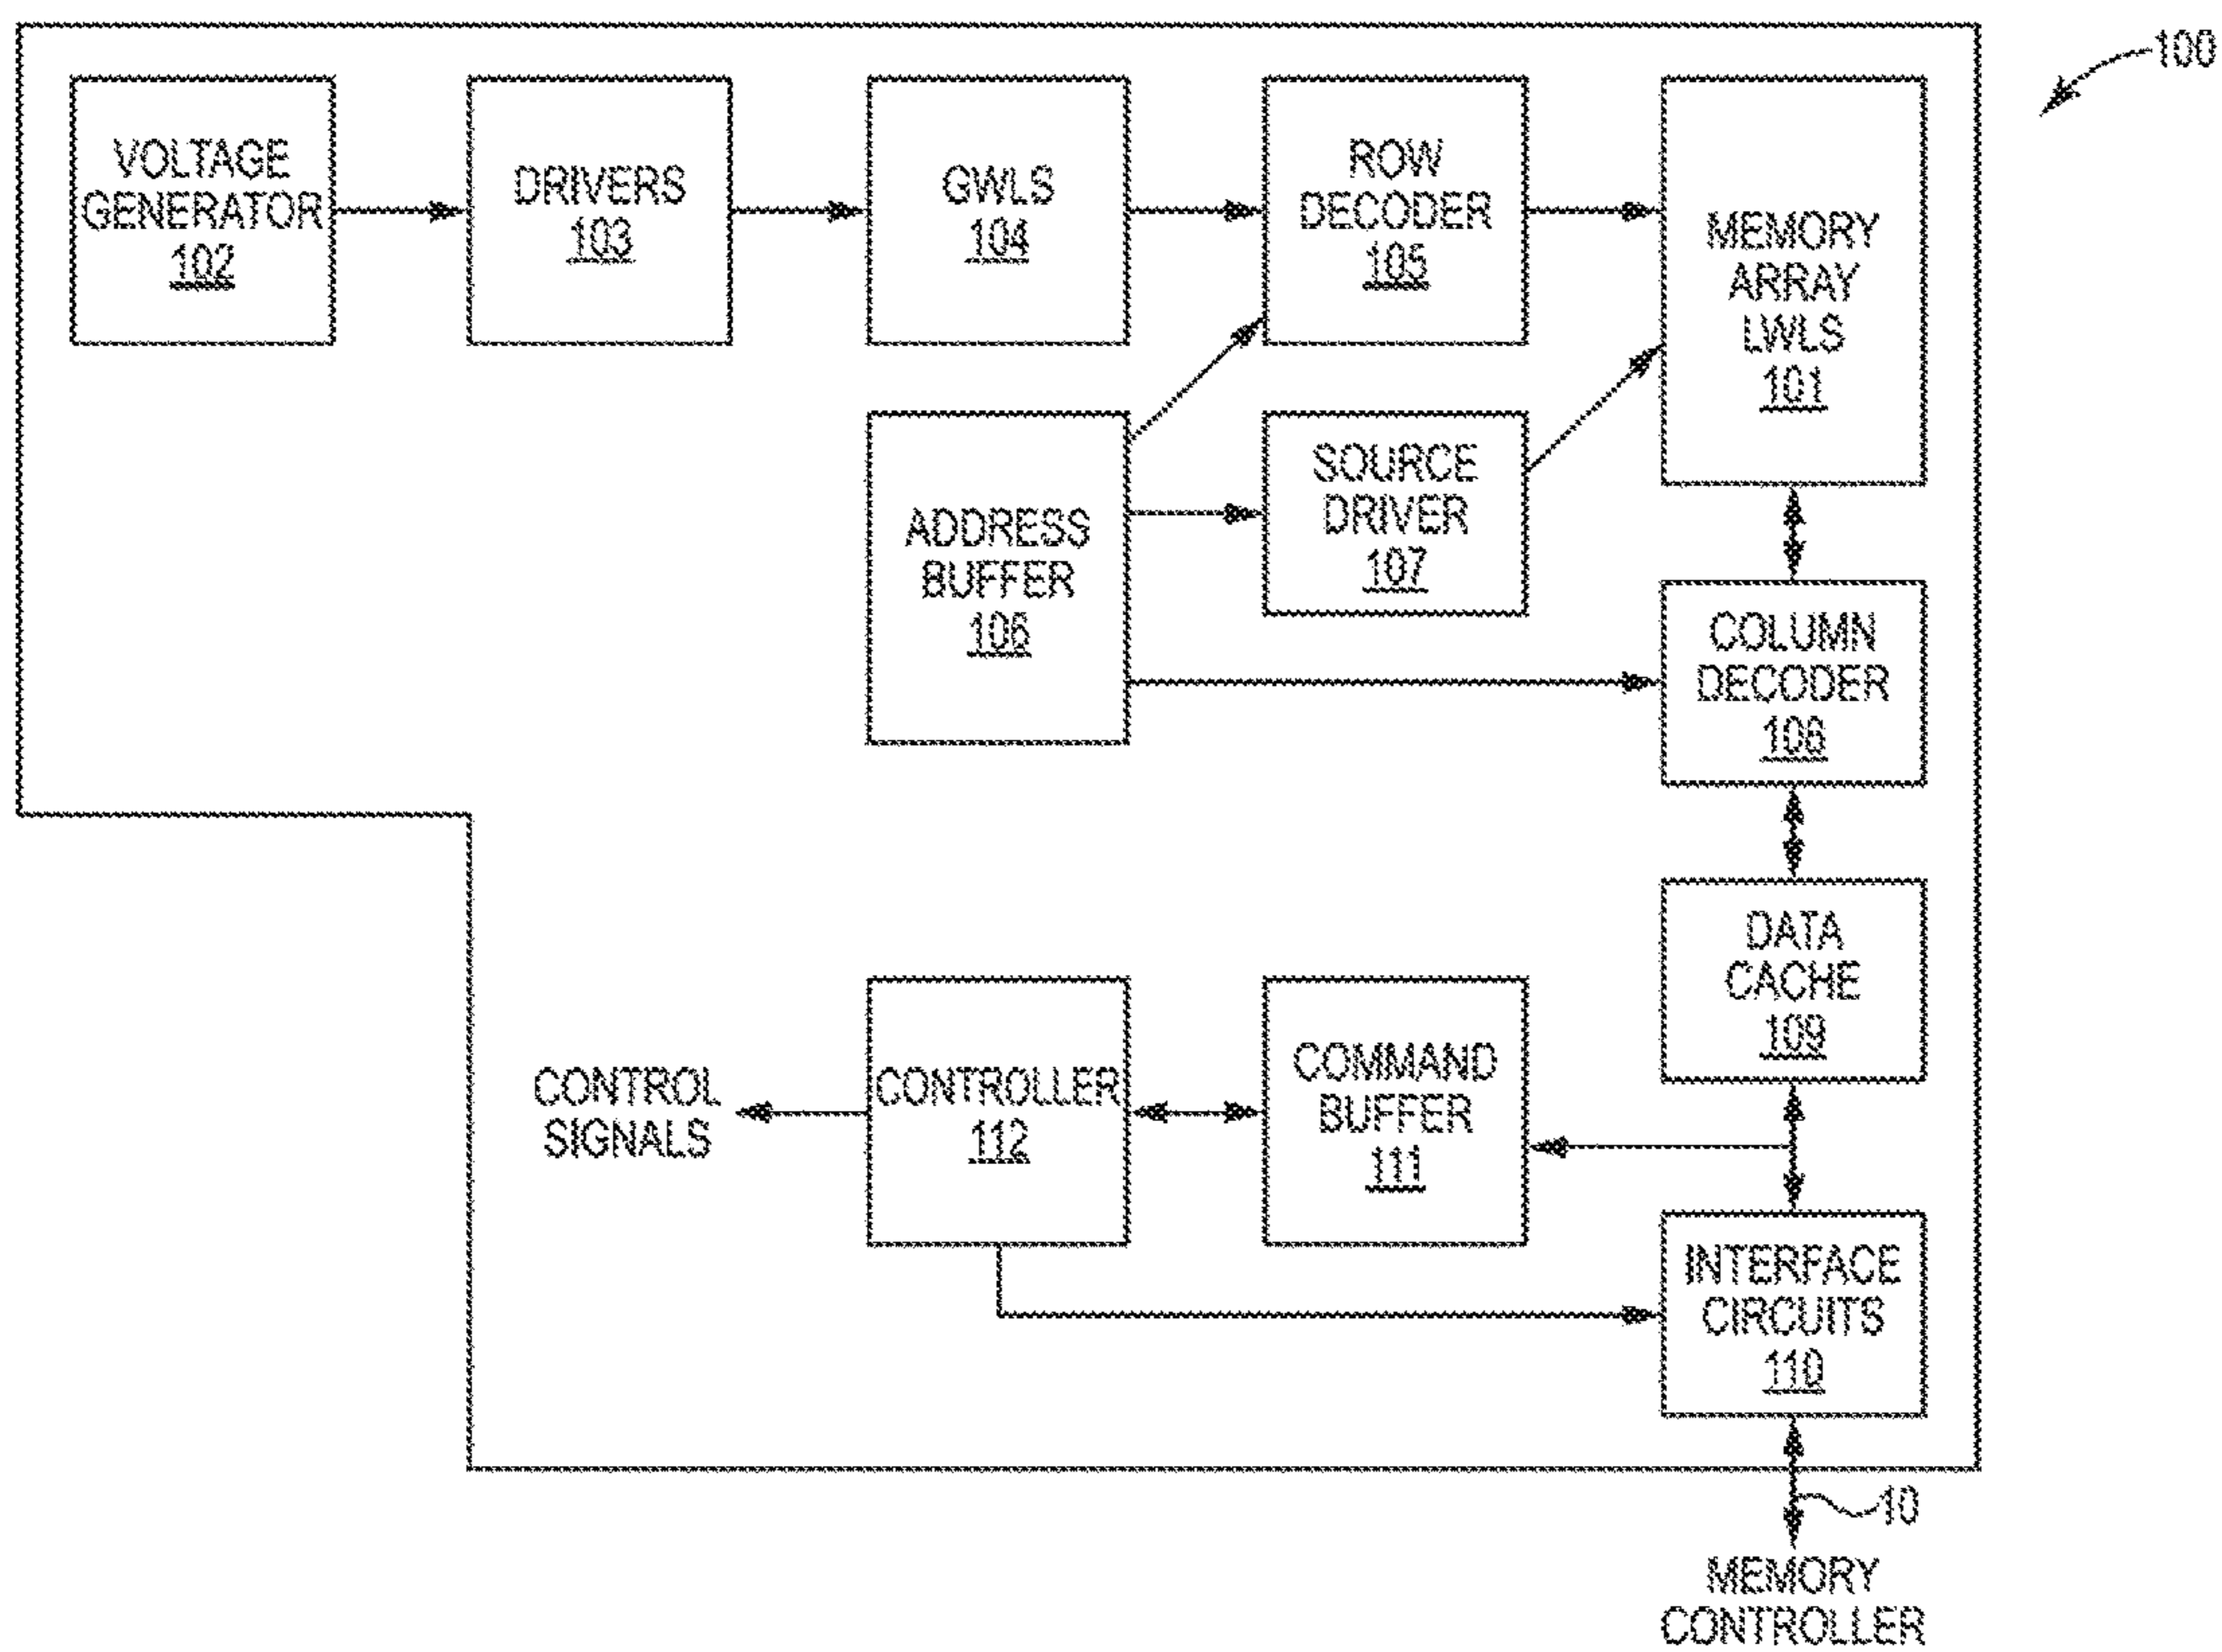 100
VOLTAGE
GENERATOR
102
DRIVERS
103
GWLS
104
ROW
DECODER
105
MEMORY
ARRAY
LWLS
101
ADDRESS
BUFFER
106
SOURCE
DRIVER
107
COLUMN
DECODER
108
DATA
CACHE
109
CONTROL
SIGNALS
CONTROLLER
112
COMMAND
BUFFER
111
INTERFACE
CIRCUITS
110
10
MEMORY
CONTROLLER